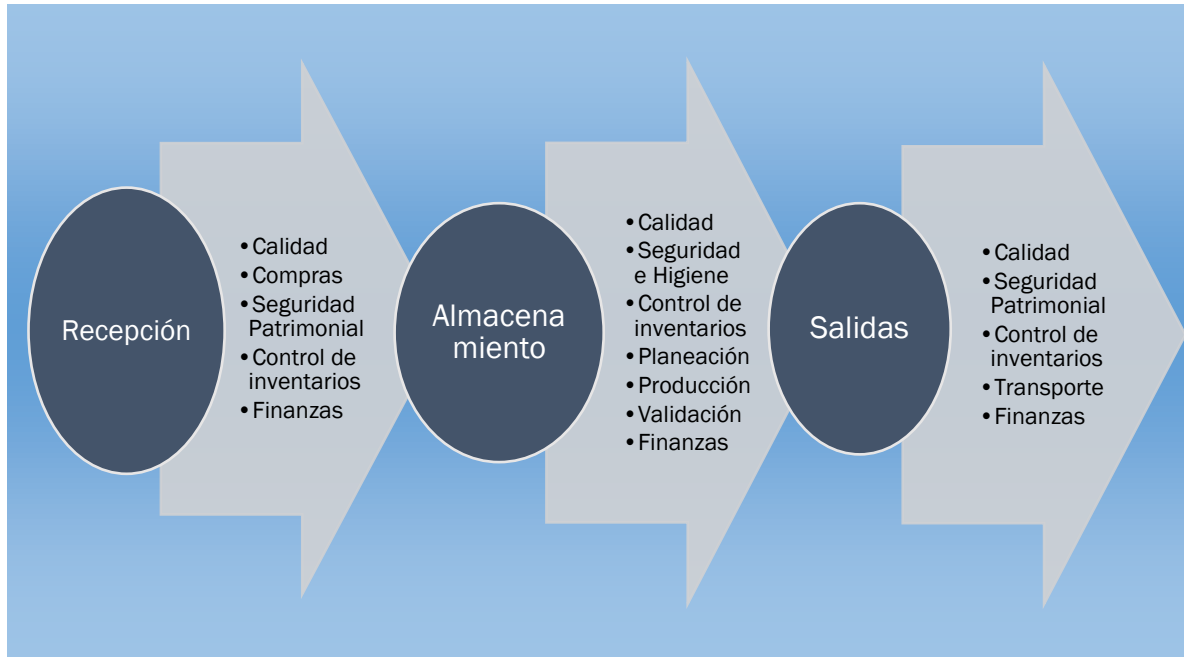 Recepción
• Calidad
• Compras
• Seguridad
Patrimonial
• Control de
inventarios
• Finanzas
Almacena
miento
• Calidad
• Seguridad
e Higiene
• Control de
inventarios
• Planeación
• Producción
• Validación
• Finanzas
Salidas
• Calidad
• Seguridad
Patrimonial
• Control de
inventarios
• Transporte
• Finanzas